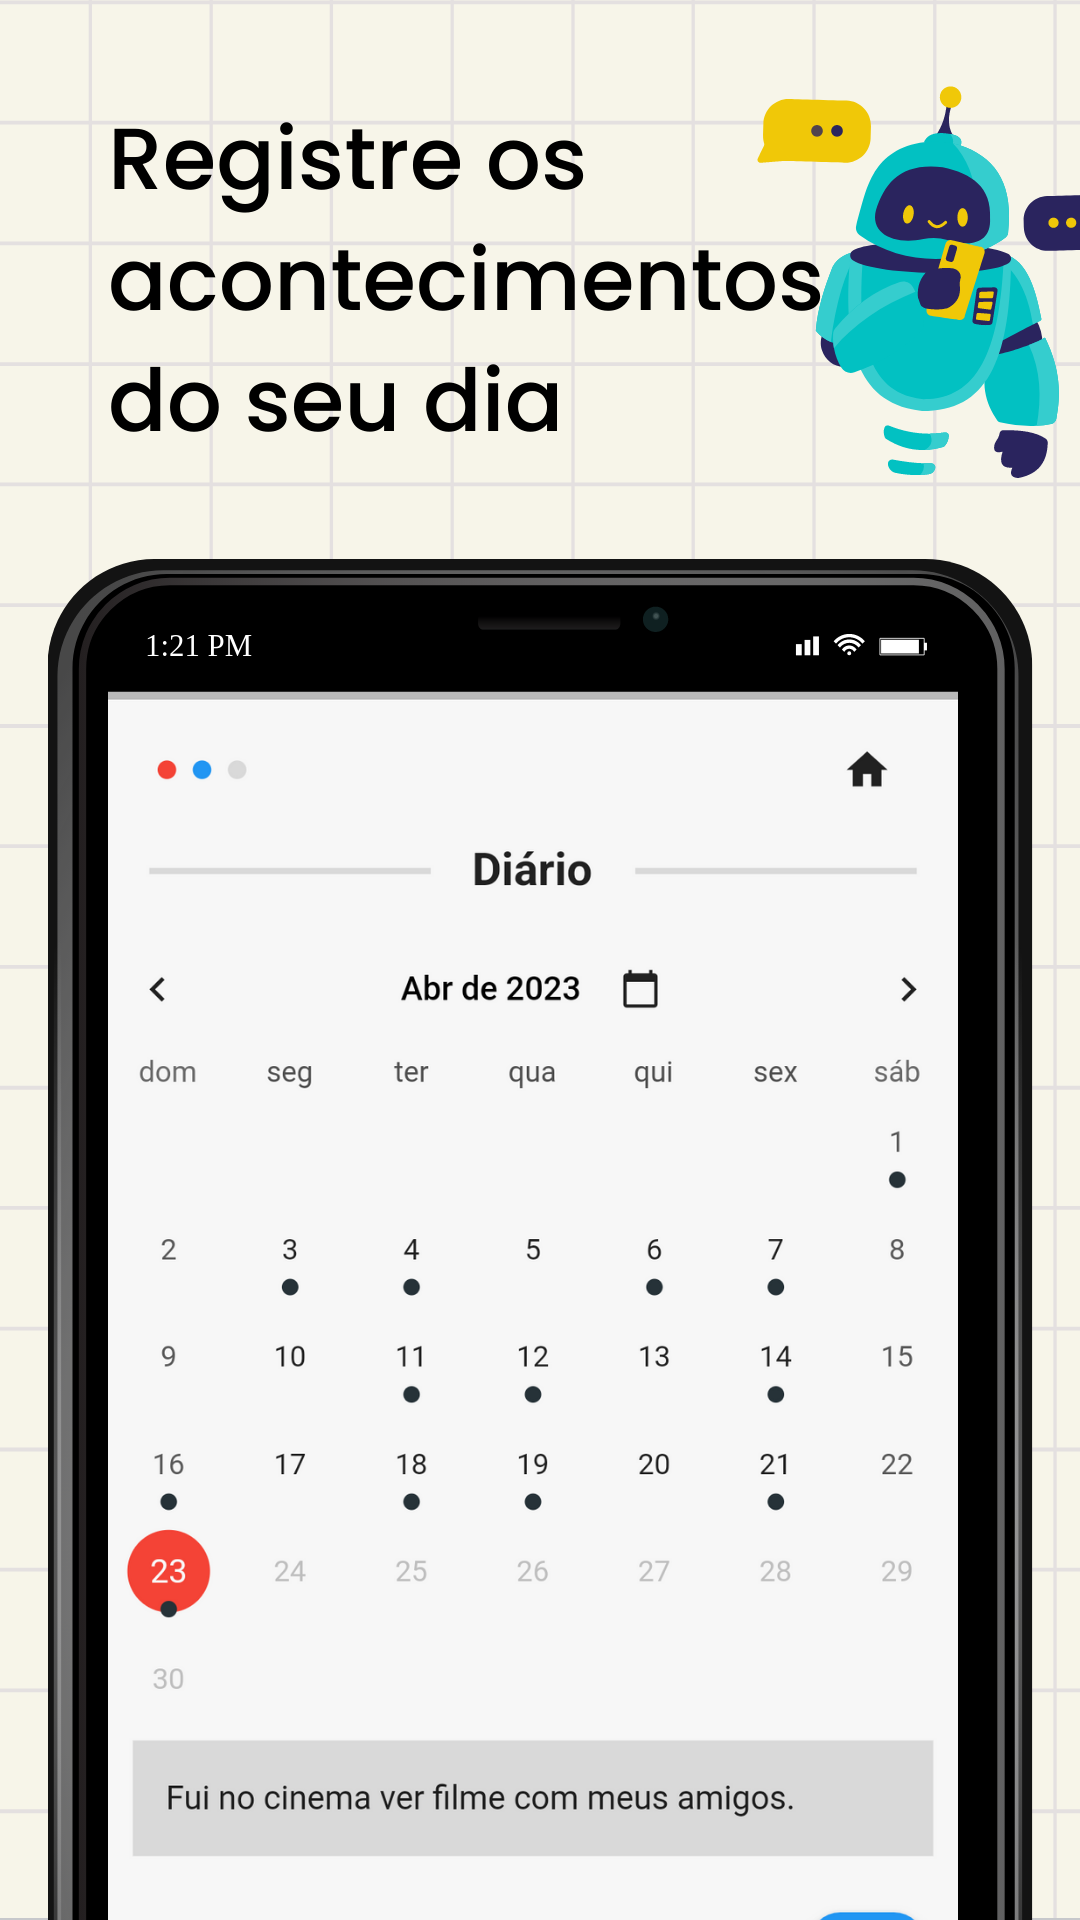 Registre os
acontecimentos
do seu dia
1:21 PM
Diário
Abr de 2023
dom seg ter qua qui sex sáb
1
2 3 4 5 6 7 8
9 10 11 12 13 14 15
16 17 18 19 20 21 22
23 24 25 26 27 28 29
30
Fui no cinema ver filme com meus amigos.